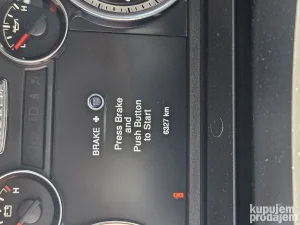 BRAKE +
Press Brake
and
Push Button
to Start
6327 km
H
H
kupujem
prodajem